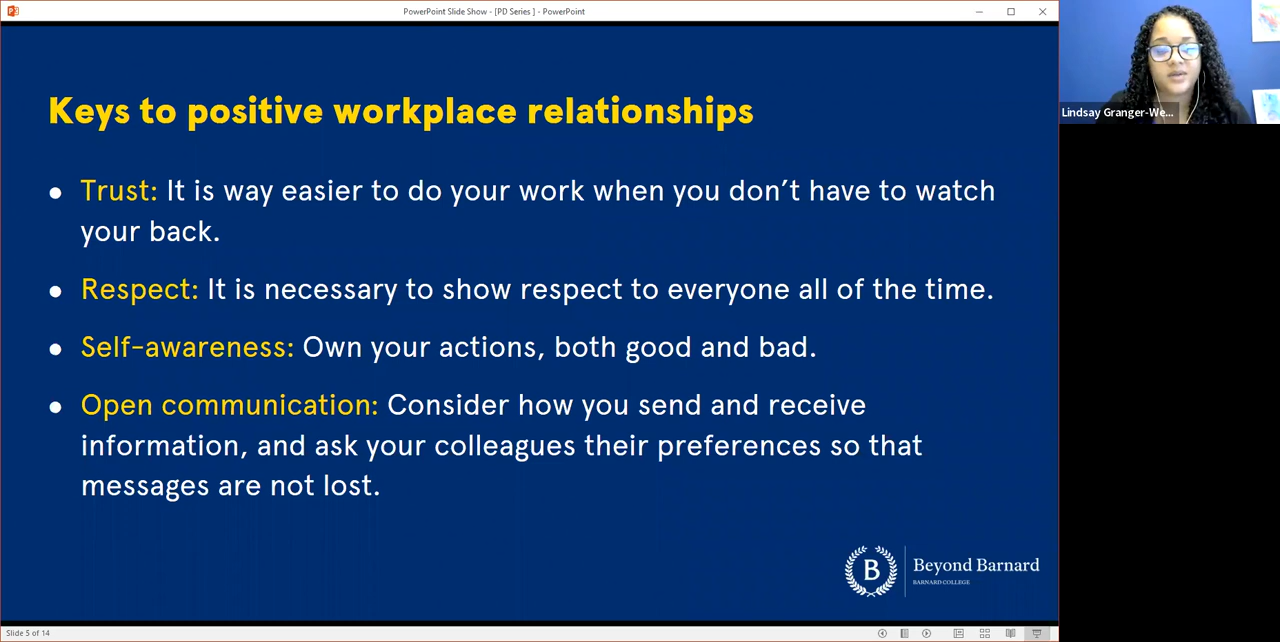 PowerPoint Slide Show - [PD Series ] - PowerPoint
Lindsay Granger-We...
Keys to positive workplace relationships
● Trust: It is way easier to do your work when you don’t have to watch
your back.
● Respect: It is necessary to show respect to everyone all of the time.
● Self-awareness: Own your actions, both good and bad.
● Open communication: Consider how you send and receive
information, and ask your colleagues their preferences so that
messages are not lost.
B
Beyond Barnard
BARNARD COLLEGE
Slide 5 of 14